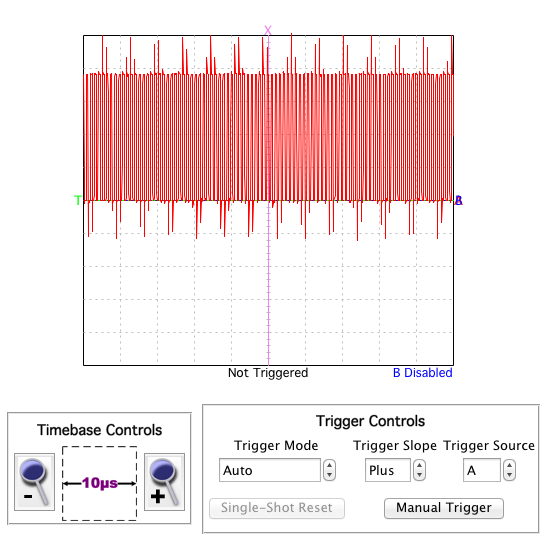 X
T
A
Not Triggered
B Disabled
Timebase Controls
-
10µs
+
Trigger Controls
Trigger Mode
Trigger Slope
Trigger Source
Auto
Plus
A
Single-Shot Reset
Manual Trigger